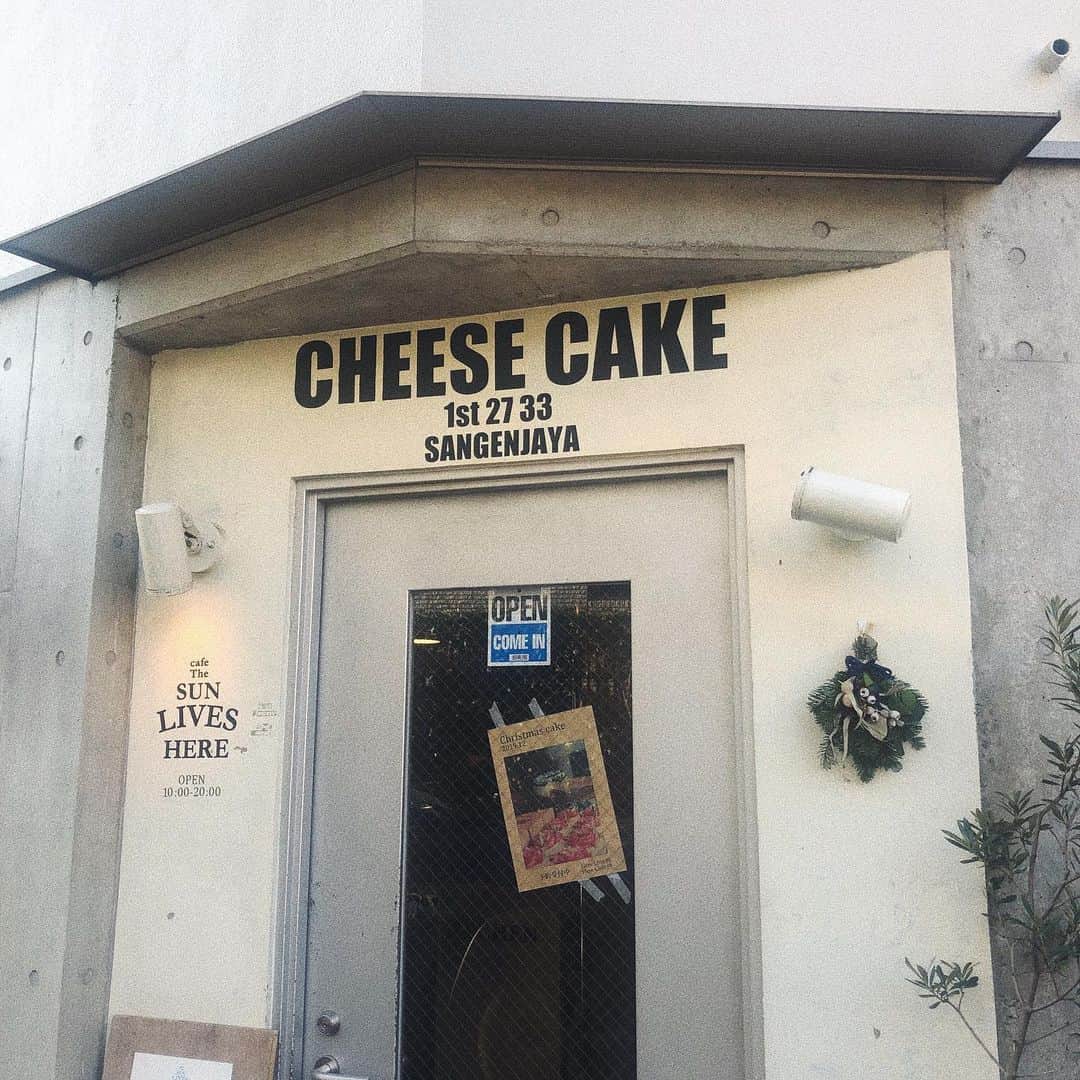 CHEESE CAKE
1st 27 33
SANGENJAYA
OPEN
COME IN
cafe
The
SUN
LIVES
HERE
OPEN
10:00-20:00
Christmas cake